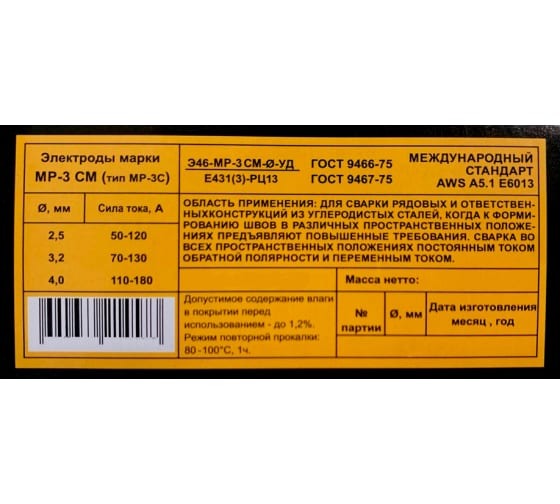 Электроды марки
МР-3 СМ (тип МР-3С)
Ø, мм Сила тока, А
2,5 50-120
3,2 70-130
4,0 110-180
Э46-МР-3 СМ-Ø-УД
Е431(3)-РЦ13
ГОСТ 9466-75
ГОСТ 9467-75
МЕЖДУНАРОДНЫЙ
СТАНДАРТ
AWS A5.1 E6013
ОБЛАСТЬ ПРИМЕНЕНИЯ: ДЛЯ СВАРКИ РЯДОВЫХ И ОТВЕТСТВЕН-
НЫХКОНСТРУКЦИЙ ИЗ УГЛЕРОДИСТЫХ СТАЛЕЙ, КОГДА К ФОРМИ-
РОВАНИЮ ШВОВ В РАЗЛИЧНЫХ ПРОСТРАНСТВЕННЫХ ПОЛОЖЕ-
НИЯХ ПРЕДЪЯВЛЯЮТ ПОВЫШЕННЫЕ ТРЕБОВАНИЯ. СВАРКА ВО
ВСЕХ ПРОСТРАНСТВЕННЫХ ПОЛОЖЕНИЯХ ПОСТОЯННЫМ ТОКОМ
ОБРАТНОЙ ПОЛЯРНОСТИ И ПЕРЕМЕННЫМ ТОКОМ.
Допустимое содержание влаги
в покрытии перед
использованием - до 1,2%.
Режим повторной прокалки:
80-100°С, 1ч.
Масса нетто:
№
партии
Ø, мм
Дата изготовления
месяц , год